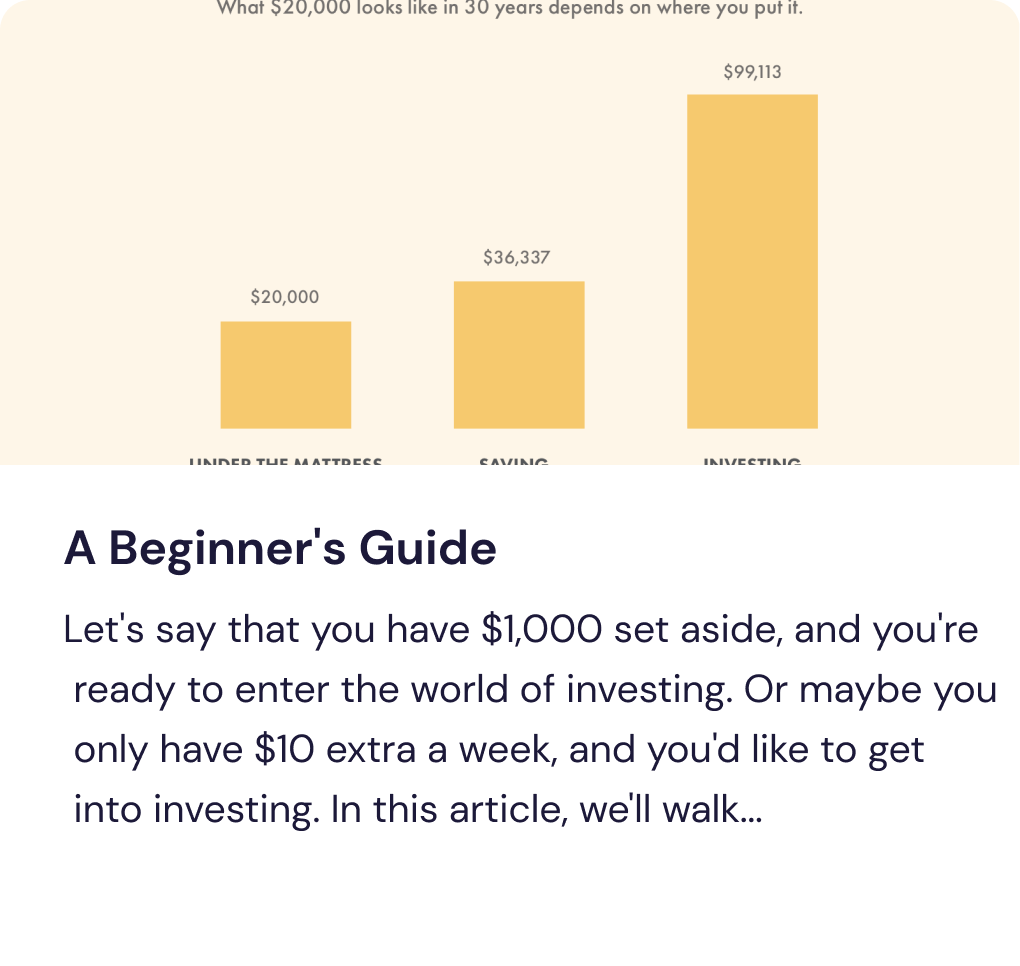 What $20,000 looks like in 30 years depends on where you put it.
$99,113
$36,337
$20,000
UNDER THE MATTRESS SAVING INVESTING
A Beginner's Guide
Let's say that you have $1,000 set aside, and you're
ready to enter the world of investing. Or maybe you
only have $10 extra a week, and you'd like to get
into investing. In this article, we'll walk...